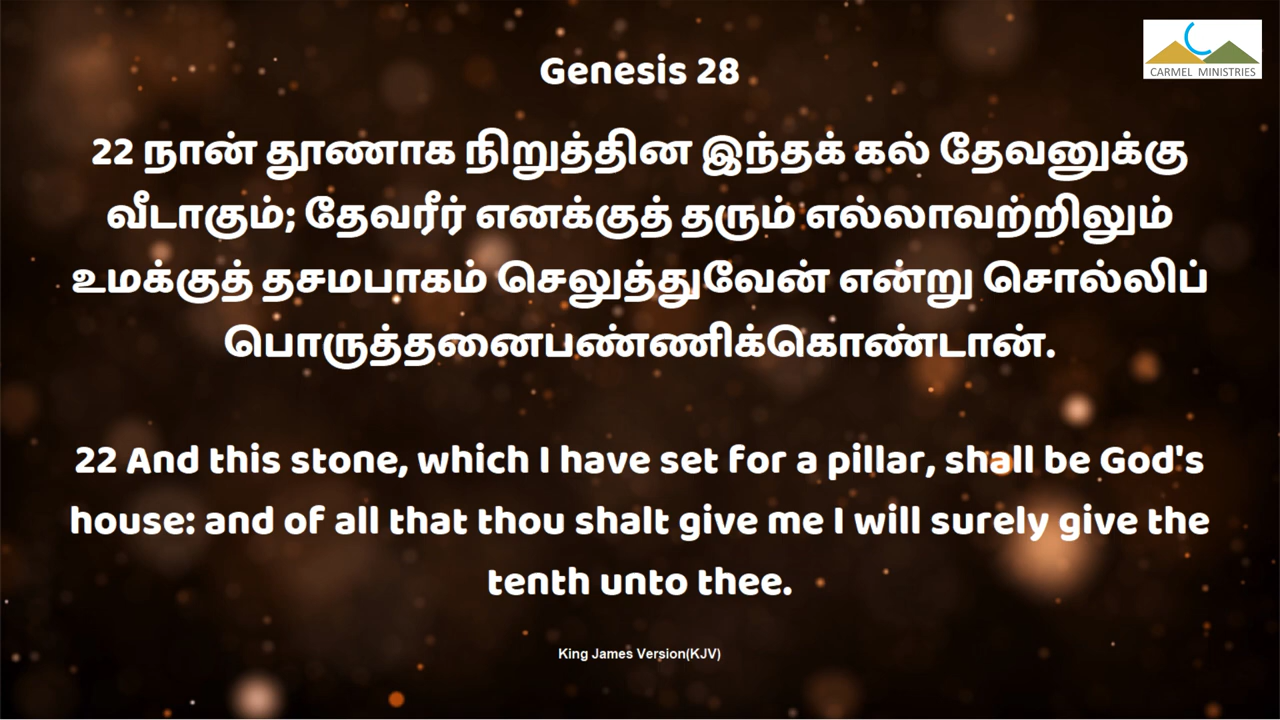 CARMEL MINISTRIES
Genesis 28
22 நான் தூணாக நிறுத்தின இந்தக் கல் தேவனுக்கு
வீடாகும்; தேவரீர் எனக்குத் தரும் எல்லாவற்றிலும்
உமக்குத் தசமபாகம் செலுத்துவேன் என்று சொல்லிப்
பொருத்தனைபண்ணிக்கொண்டான்.
22 And this stone, which I have set for a pillar, shall be God's
house: and of all that thou shalt give me I will surely give the
tenth unto thee.
King James Version(KJV)